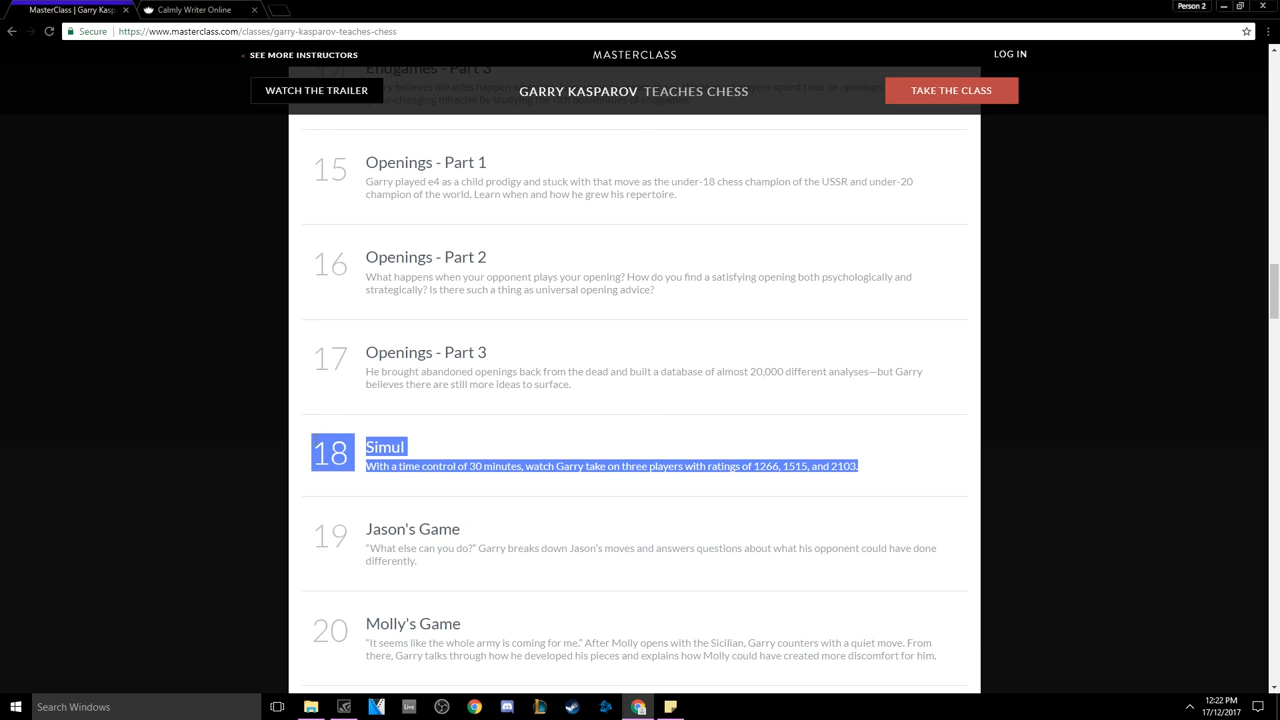 MasterClass | Garry Kasp
Calmly Writer Online
Person 2
Secure
https://www.masterclass.com/classes/garry-kasparov-teaches-chess
SEE MORE INSTRUCTORS
MASTERCLASS
LOG IN
Endgames - Part 3
WATCH THE TRAILER
GARRY KASPAROV TEACHES CHESS
TAKE THE CLASS
15
Openings - Part 1
Garry played e4 as a child prodigy and stuck with that move as the under-18 chess champion of the USSR and under-20
champion of the world. Learn when and how he grew his repertoire.
16
Openings - Part 2
What happens when your opponent plays your opening? How do you find a satisfying opening both psychologically and
strategically? Is there such a thing as universal opening advice?
17
Openings - Part 3
He brought abandoned openings back from the dead and built a database of almost 20,000 different analyses—but Garry
believes there are still more ideas to surface.
18
Simul
With a time control of 30 minutes, watch Garry take on three players with ratings of 1266, 1515, and 2103.
19
Jason's Game
“What else can you do?” Garry breaks down Jason’s moves and answers questions about what his opponent could have done
differently.
20
Molly's Game
“It seems like the whole army is coming for me.” After Molly opens with the Sicilian, Garry counters with a quiet move. From
there, Garry talks through how he developed his pieces and explains how Molly could have created more discomfort for him.
Search Windows
Live
12:22 PM
17/12/2017